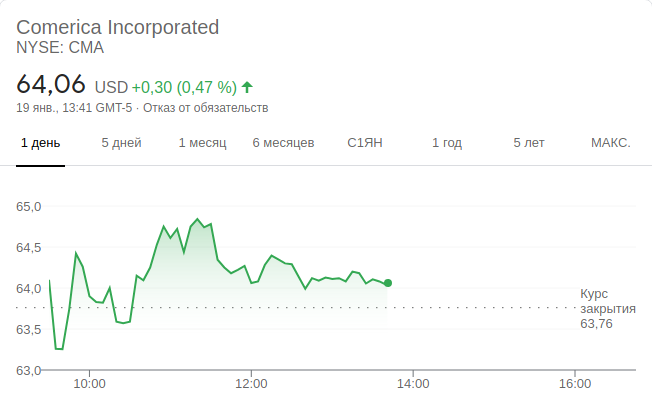 Comerica Incorporated
NYSE: CMA
64,06 USD +0,30 (0,47 %)
19 янв., 13:41 GMT-5 · Отказ от обязательств
1 день 5 дней 1 месяц 6 месяцев С1ЯН 1 год 5 лет МАКС.
65,0
64,5
64,0
Курс
закрытия
63,76
63,5
63,0
10:00 12:00 14:00 16:00